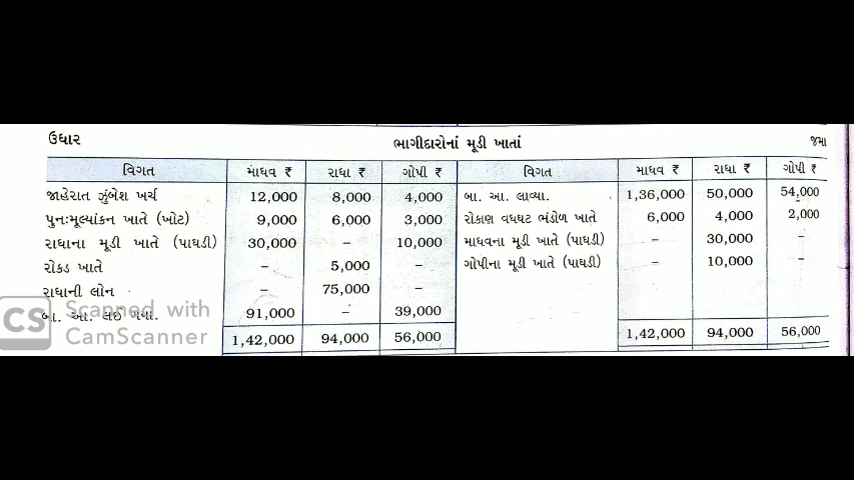 ઉધાર ભાગીદારોનાં મૂડી ખાતાં જમા
વિગત માધવ ₹ રાધા ₹ ગોપી ₹ વિગત માધવ ₹ રાધા ₹ ગોપી ₹
જાહેરાત ઝુંબેશ ખર્ચ 12,000 8,000 4,000 બા. આ. લાવ્યા. 1,36,000 50,000 54,000
પુનઃમૂલ્યાંકન ખાતે (ખોટ) 9,000 6,000 3,000 રોકાણ વધઘટ ભંડોળ ખાતે 6,000 4,000 2,000
રાધાના મૂડી ખાતે (પાઘડી) 30,000 – 10,000 માધવના મૂડી ખાતે (પાઘડી) – 30,000 –
રોકડ ખાતે – 5,000 – ગોપીના મૂડી ખાતે (પાઘડી) – 10,000 –
રાધાની લોન – 75,000 –
બા. આ. લઈ ગયા. 91,000 – 39,000
1,42,000 94,000 56,000 1,42,000 94,000 56,000
CS Scanned with
CamScanner